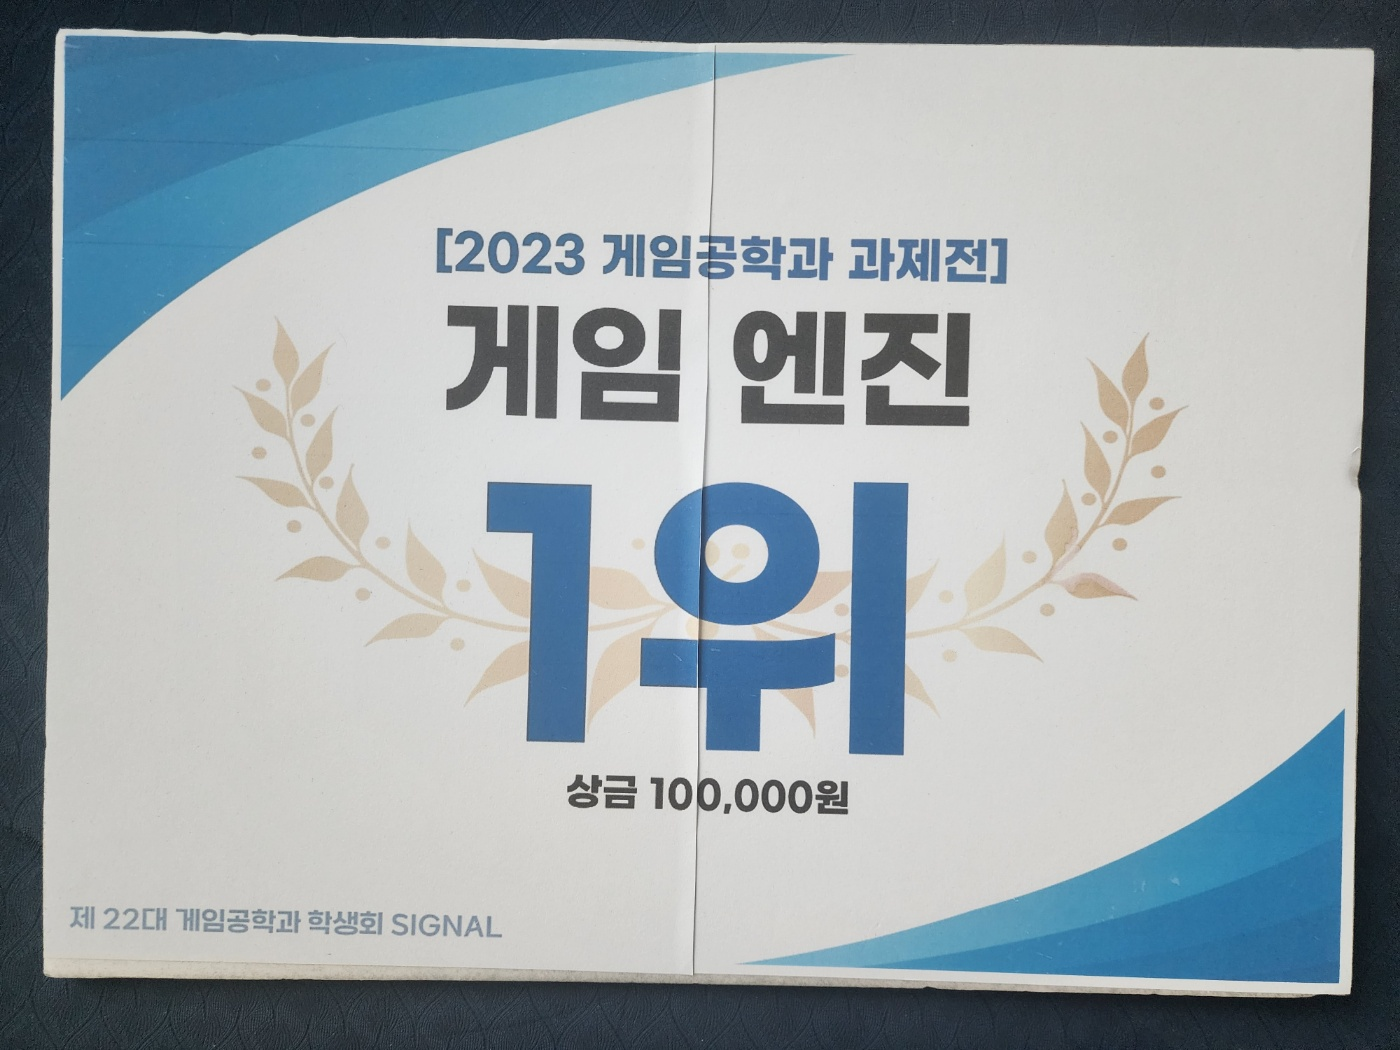 [2023 게임공학과 과제전]
게임 엔진
1위
상금 100,000원
제 22대 게임공학과 학생회 SIGNAL